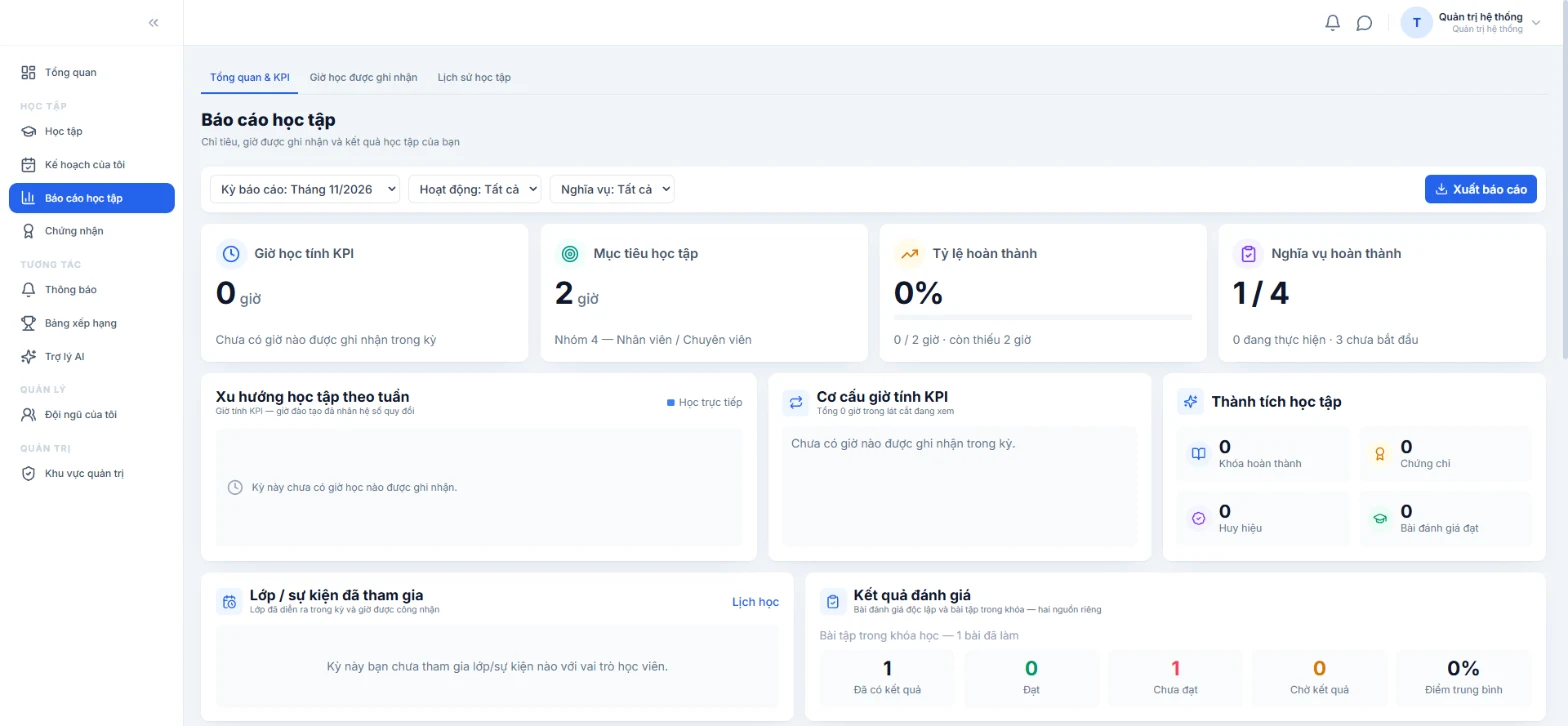 T
Quản trị hệ thống
Quản trị hệ thống
Tổng quan
HỌC TẬP
Học tập
Kế hoạch của tôi
Báo cáo học tập
Chứng nhận
TƯƠNG TÁC
Thông báo
Bảng xếp hạng
Trợ lý AI
QUẢN LÝ
Đội ngũ của tôi
QUẢN TRỊ
Khu vực quản trị
Tổng quan & KPI
Giờ học được ghi nhận
Lịch sử học tập
Báo cáo học tập
Chỉ tiêu, giờ được ghi nhận và kết quả học tập của bạn
Kỳ báo cáo: Tháng 11/2026
Hoạt động: Tất cả
Nghĩa vụ: Tất cả
Xuất báo cáo
Giờ học tính KPI
0 giờ
Chưa có giờ nào được ghi nhận trong kỳ
Mục tiêu học tập
2 giờ
Nhóm 4 — Nhân viên / Chuyên viên
Tỷ lệ hoàn thành
0%
0 / 2 giờ · còn thiếu 2 giờ
Nghĩa vụ hoàn thành
1 / 4
0 đang thực hiện · 3 chưa bắt đầu
Xu hướng học tập theo tuần
Giờ tính KPI — giờ đào tạo đã nhân hệ số quy đổi
Học trực tiếp
Kỳ này chưa có giờ học nào được ghi nhận.
Cơ cấu giờ tính KPI
Tổng 0 giờ trong lát cắt đang xem
Chưa có giờ nào được ghi nhận trong kỳ.
Thành tích học tập
0
Khóa hoàn thành
0
Chứng chỉ
0
Huy hiệu
0
Bài đánh giá đạt
Lớp / sự kiện đã tham gia
Lớp đã diễn ra trong kỳ và giờ được công nhận
Lịch học
Kỳ này bạn chưa tham gia lớp/sự kiện nào với vai trò học viên.
Kết quả đánh giá
Bài đánh giá độc lập và bài tập trong khóa — hai nguồn riêng
Bài tập trong khóa học — 1 bài đã làm
1
Đã có kết quả
0
Đạt
1
Chưa đạt
0
Chờ kết quả
0%
Điểm trung bình